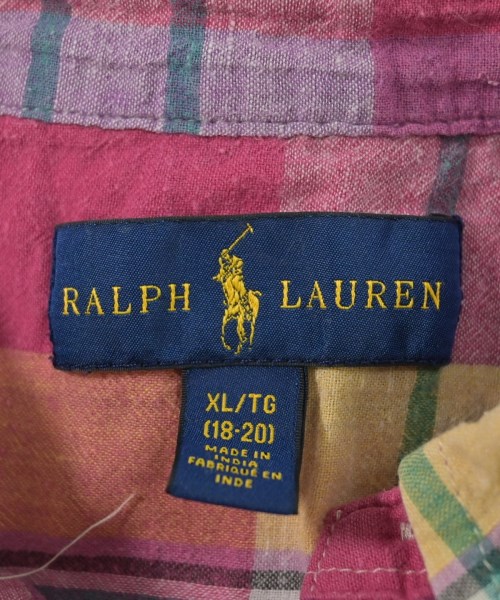 RALPH LAUREN
XL/TG
(18-20)
MADE IN
INDIA
FABRIQUÉ EN
INDE